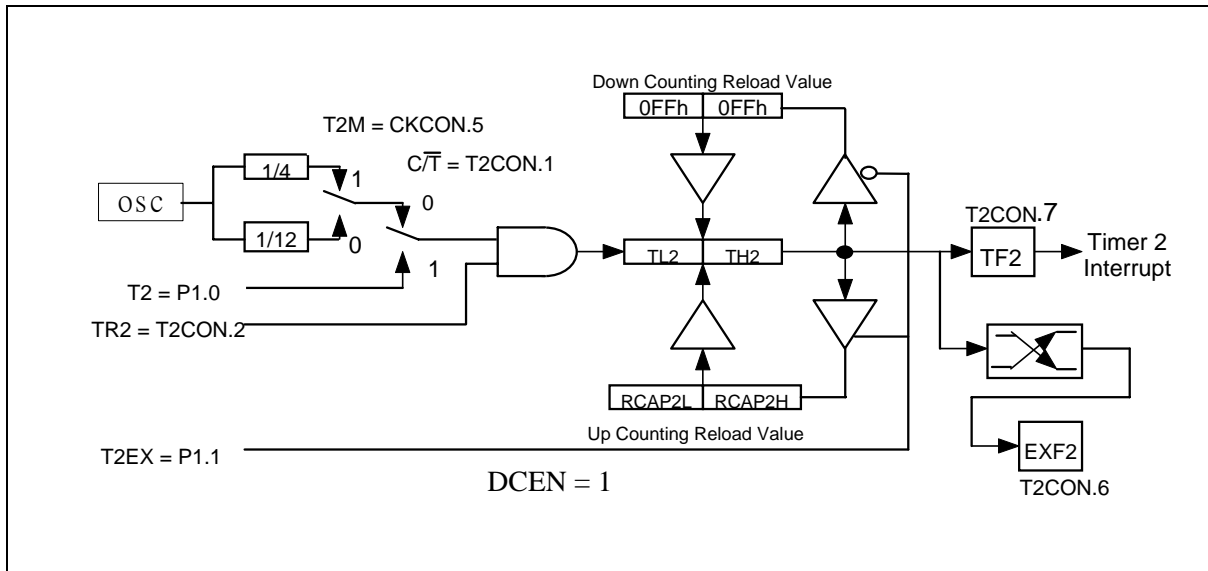 Down Counting Reload Value
0FFh 0FFh
T2M = CKCON.5
C/T̅ = T2CON.1
1/4
1
0
OSC
1/12
0
1
T2CON.7
TL2 TH2
TF2
Timer 2
Interrupt
T2 = P1.0
TR2 = T2CON.2
RCAP2L RCAP2H
Up Counting Reload Value
T2EX = P1.1
EXF2
DCEN = 1
T2CON.6